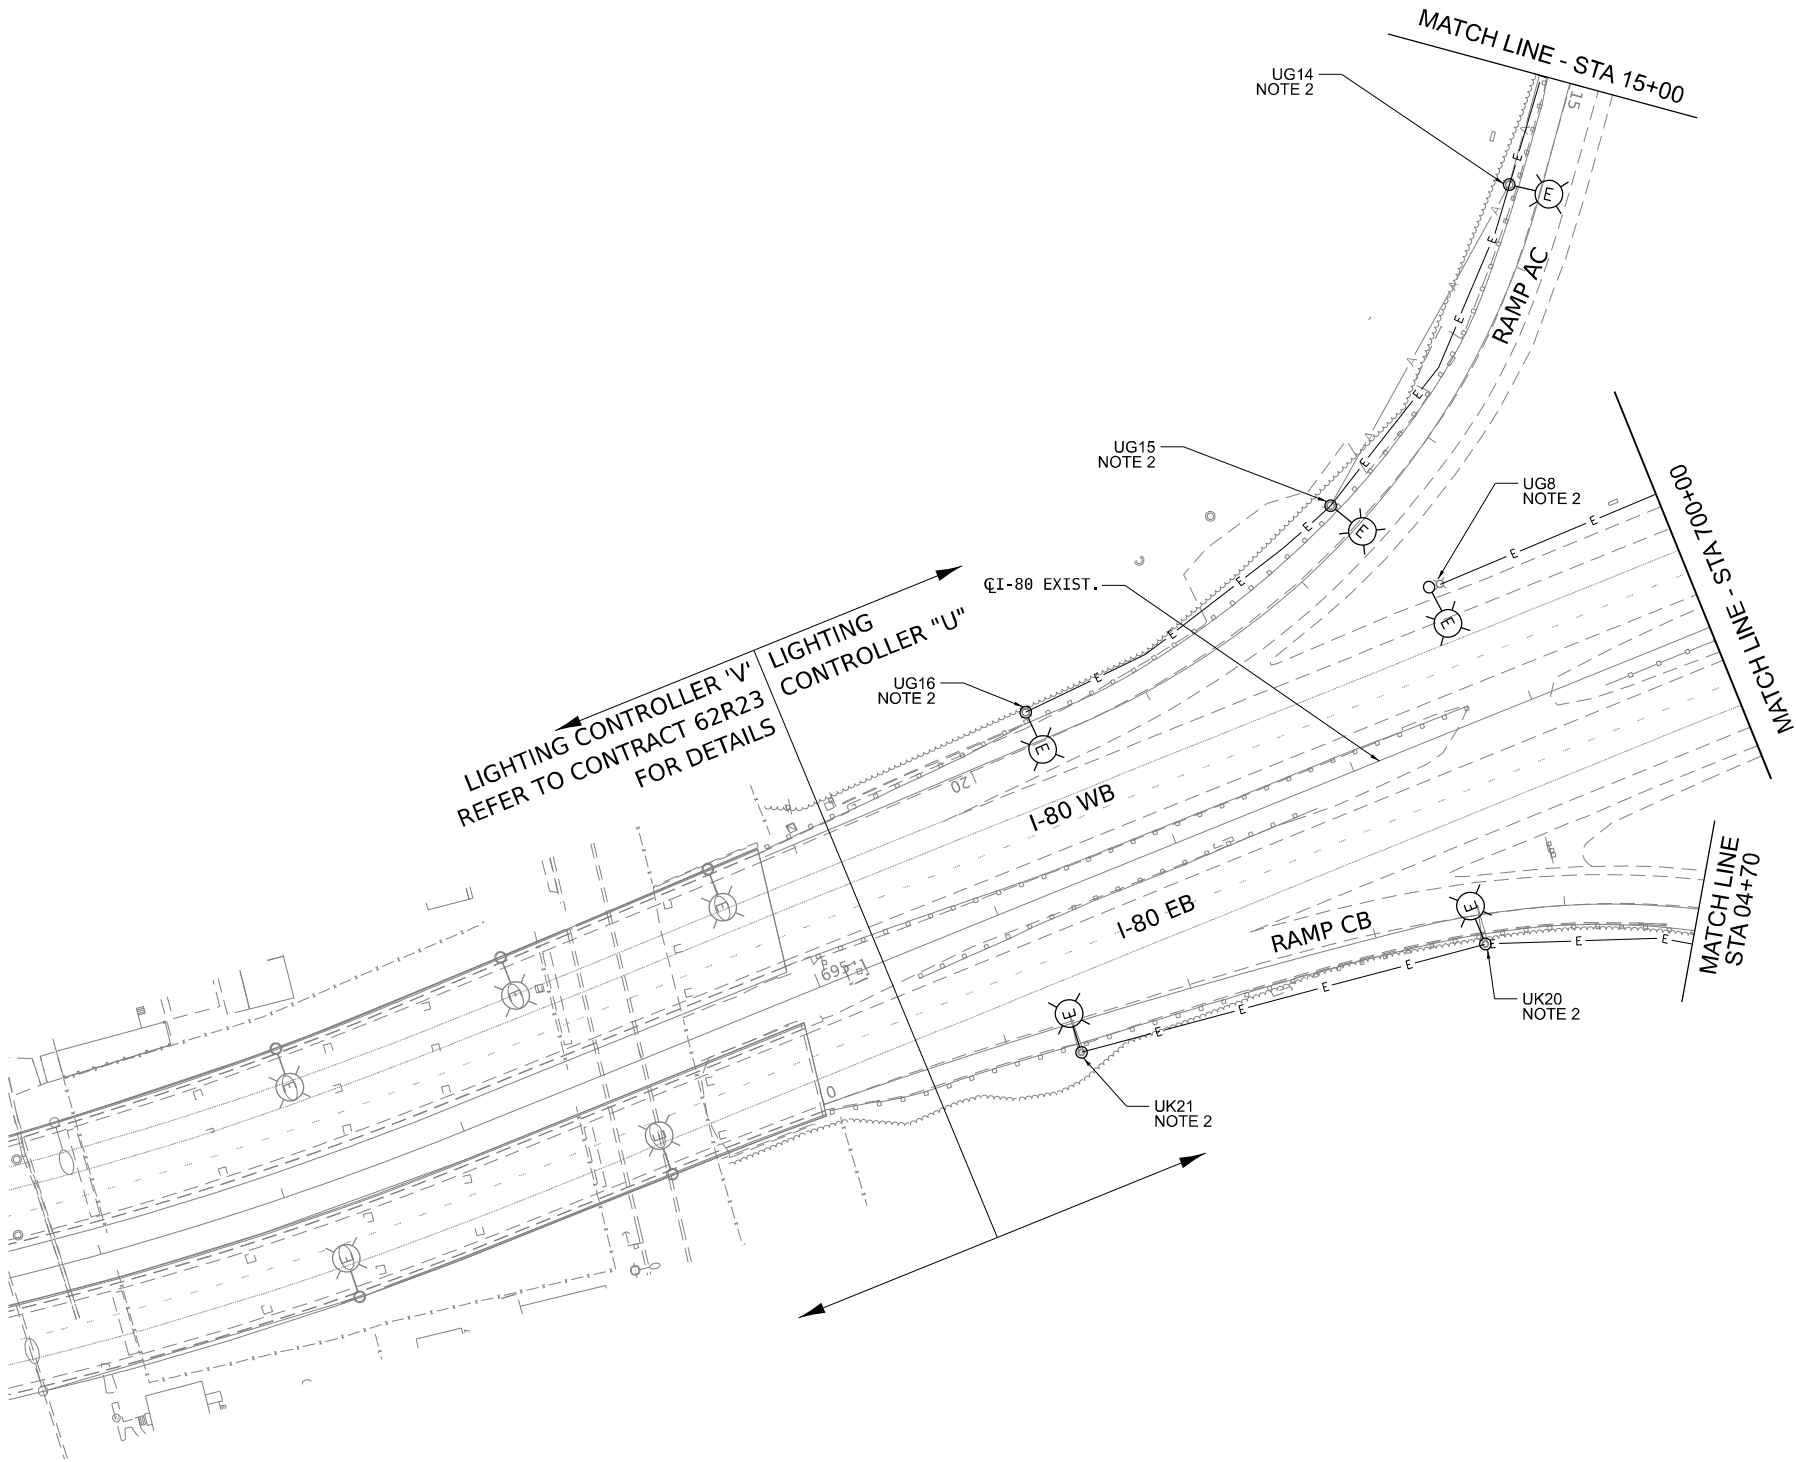 MATCH LINE - STA 15+00
UG14
NOTE 2
15
E
E
A
A
E
A
RAMP AC
E
A
E
A
UG15
NOTE 2
E
E
E
UG8
NOTE 2
E
E
E
MATCH LINE - STA 700+00
E
℄I-80 EXIST.
E
E
LIGHTING CONTROLLER 'V'
REFER TO CONTRACT 62R23
FOR DETAILS
LIGHTING
CONTROLLER "U"
UG16
NOTE 2
E
20
I-80 WB
I-80 EB
RAMP CB
MATCH LINE
STA 04+70
E
E
E
E
E
E
E
E
E
E
695
0
UK20
NOTE 2
UK21
NOTE 2
E
E
E
E
E